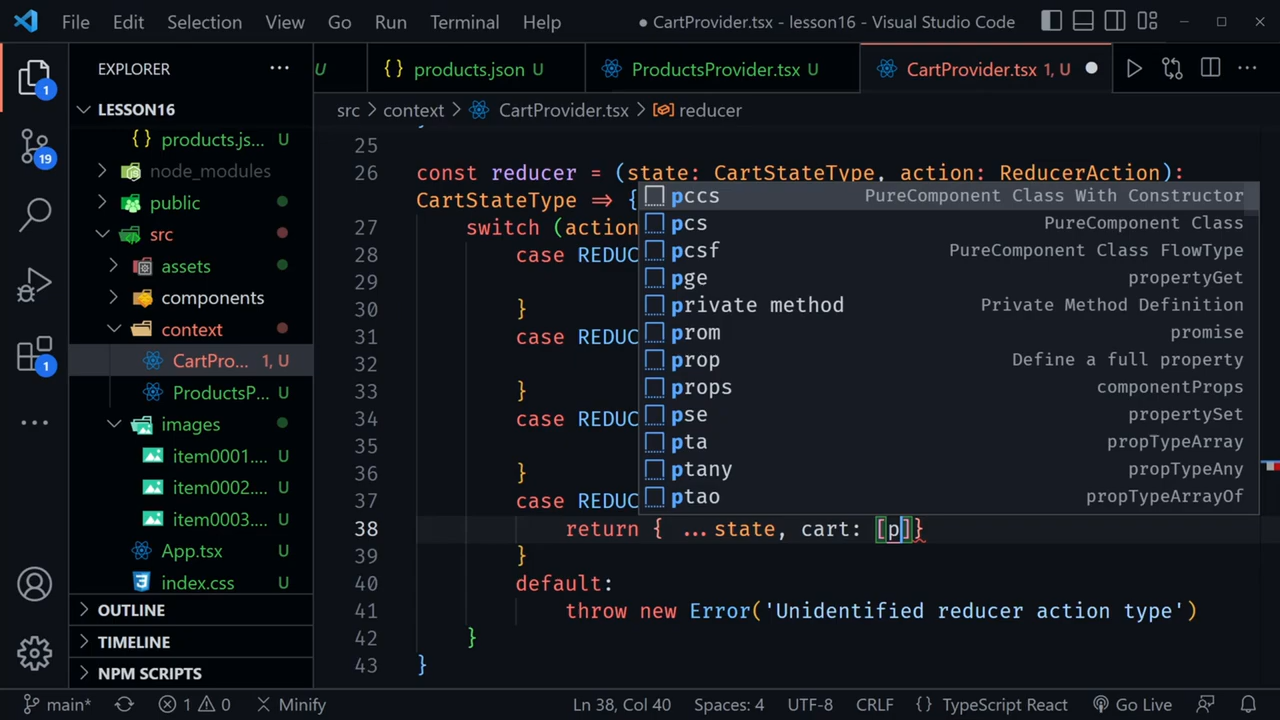 File Edit Selection View Go Run Terminal Help
CartProvider.tsx - lesson16 - Visual Studio Code
EXPLORER
U
{} products.json U
ProductsProvider.tsx U
CartProvider.tsx 1, U
LESSON16
src > context > CartProvider.tsx > reducer
{} products.js... U
node_modules
public
src
assets
components
context
CartPro... 1, U
ProductsP... U
images
item0001.... U
item0002.... U
item0003.... U
App.tsx U
index.css U
OUTLINE
TIMELINE
NPM SCRIPTS
25
26 const reducer = (state: CartStateType, action: ReducerAction):
CartStateType => {
27 switch (action
28 case REDUC
29
30 }
31 case REDUC
32
33 }
34 case REDUC
35
36 }
37 case REDUC
38 return { ...state, cart: [p]}
39 }
40 default:
41 throw new Error('Unidentified reducer action type')
42 }
43 }
pccs PureComponent Class With Constructor
pcs PureComponent Class
pcsf PureComponent Class FlowType
pge propertyGet
private method Private Method Definition
prom promise
prop Define a full property
props componentProps
pse propertySet
pta propTypeArray
ptany propTypeAny
ptao propTypeArrayOf
1
19
1
main* 1 0 Minify Ln 38, Col 40 Spaces: 4 UTF-8 CRLF {} TypeScript React Go Live